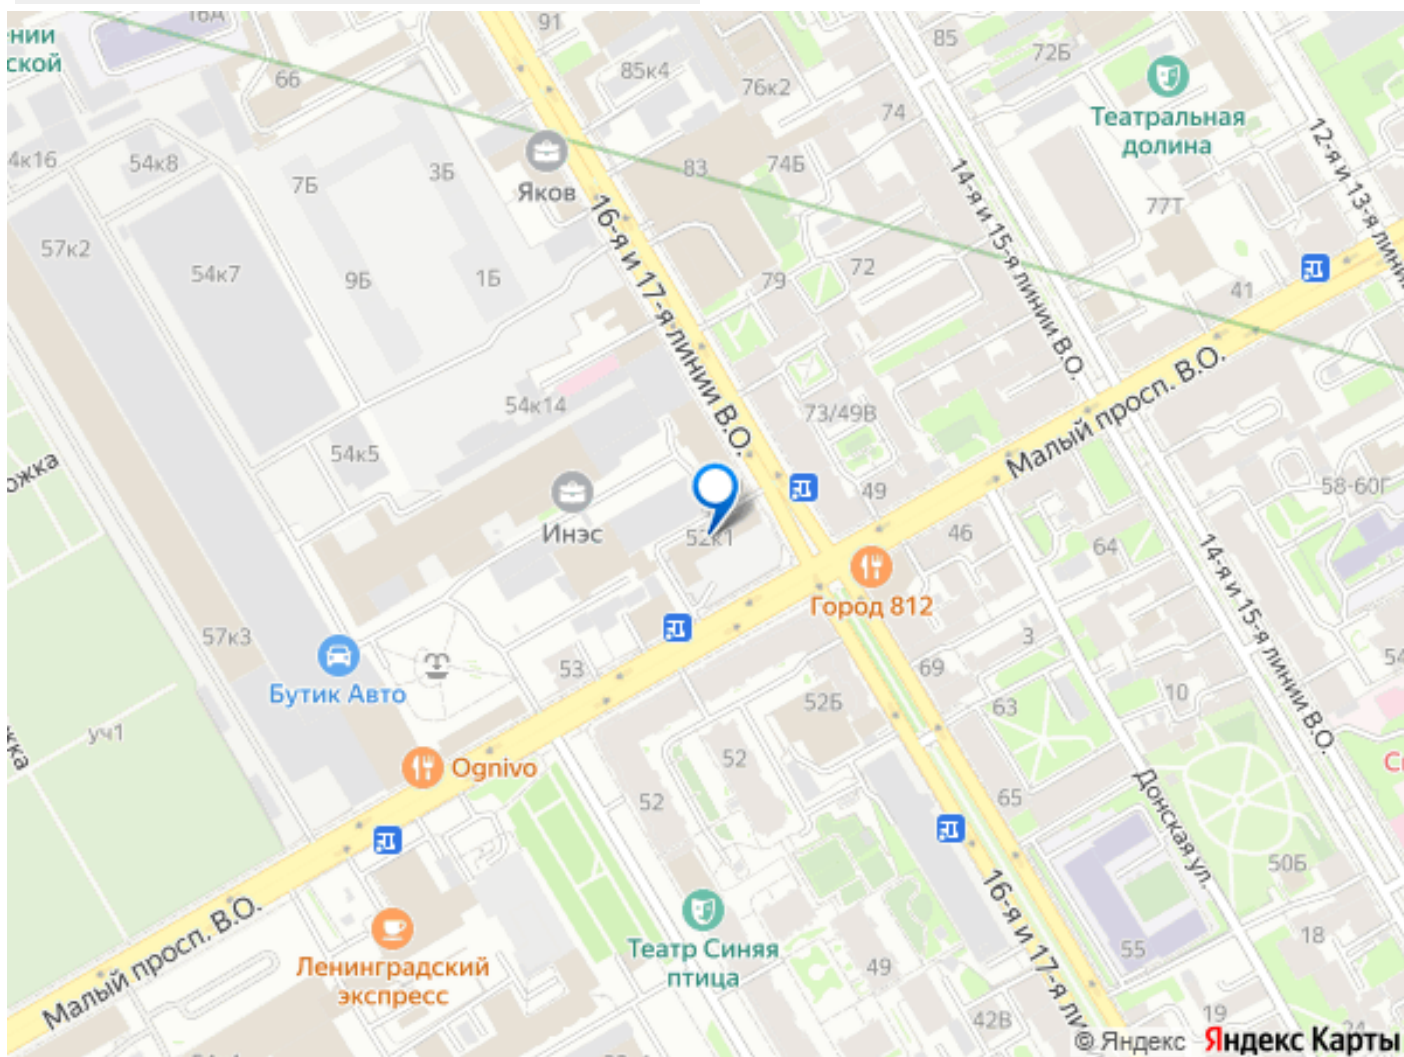 16А
91
85
нии
ской
66
85к4
76к2
72Б
74
Театральная
долина
12-я и 13-я линии
4к16
54к8
7Б
3Б
Яков
83
74Б
14-я и 15-я линии В.О.
77Т
16-я и 17-я линии В.О.
57к2
54к7
9Б
1Б
79
72
41
Малый просп. В.О.
54к14
73/49В
54к5
ожка
49
58-60Г
Инэс
52к1
46
64
14-я и 15-я линии В.О.
Город 812
57к3
53
3
69
54
Бутик Авто
10
52Б
63
уч1
жка
52
Ognivo
52
65
Донская ул.
50Б
16-я и 17-я ли
Малый просп. В.О.
Театр Синяя
птица
Ленинградский
экспресс
49
55
18
42В
19
24
© Яндекс Яндекс Карты